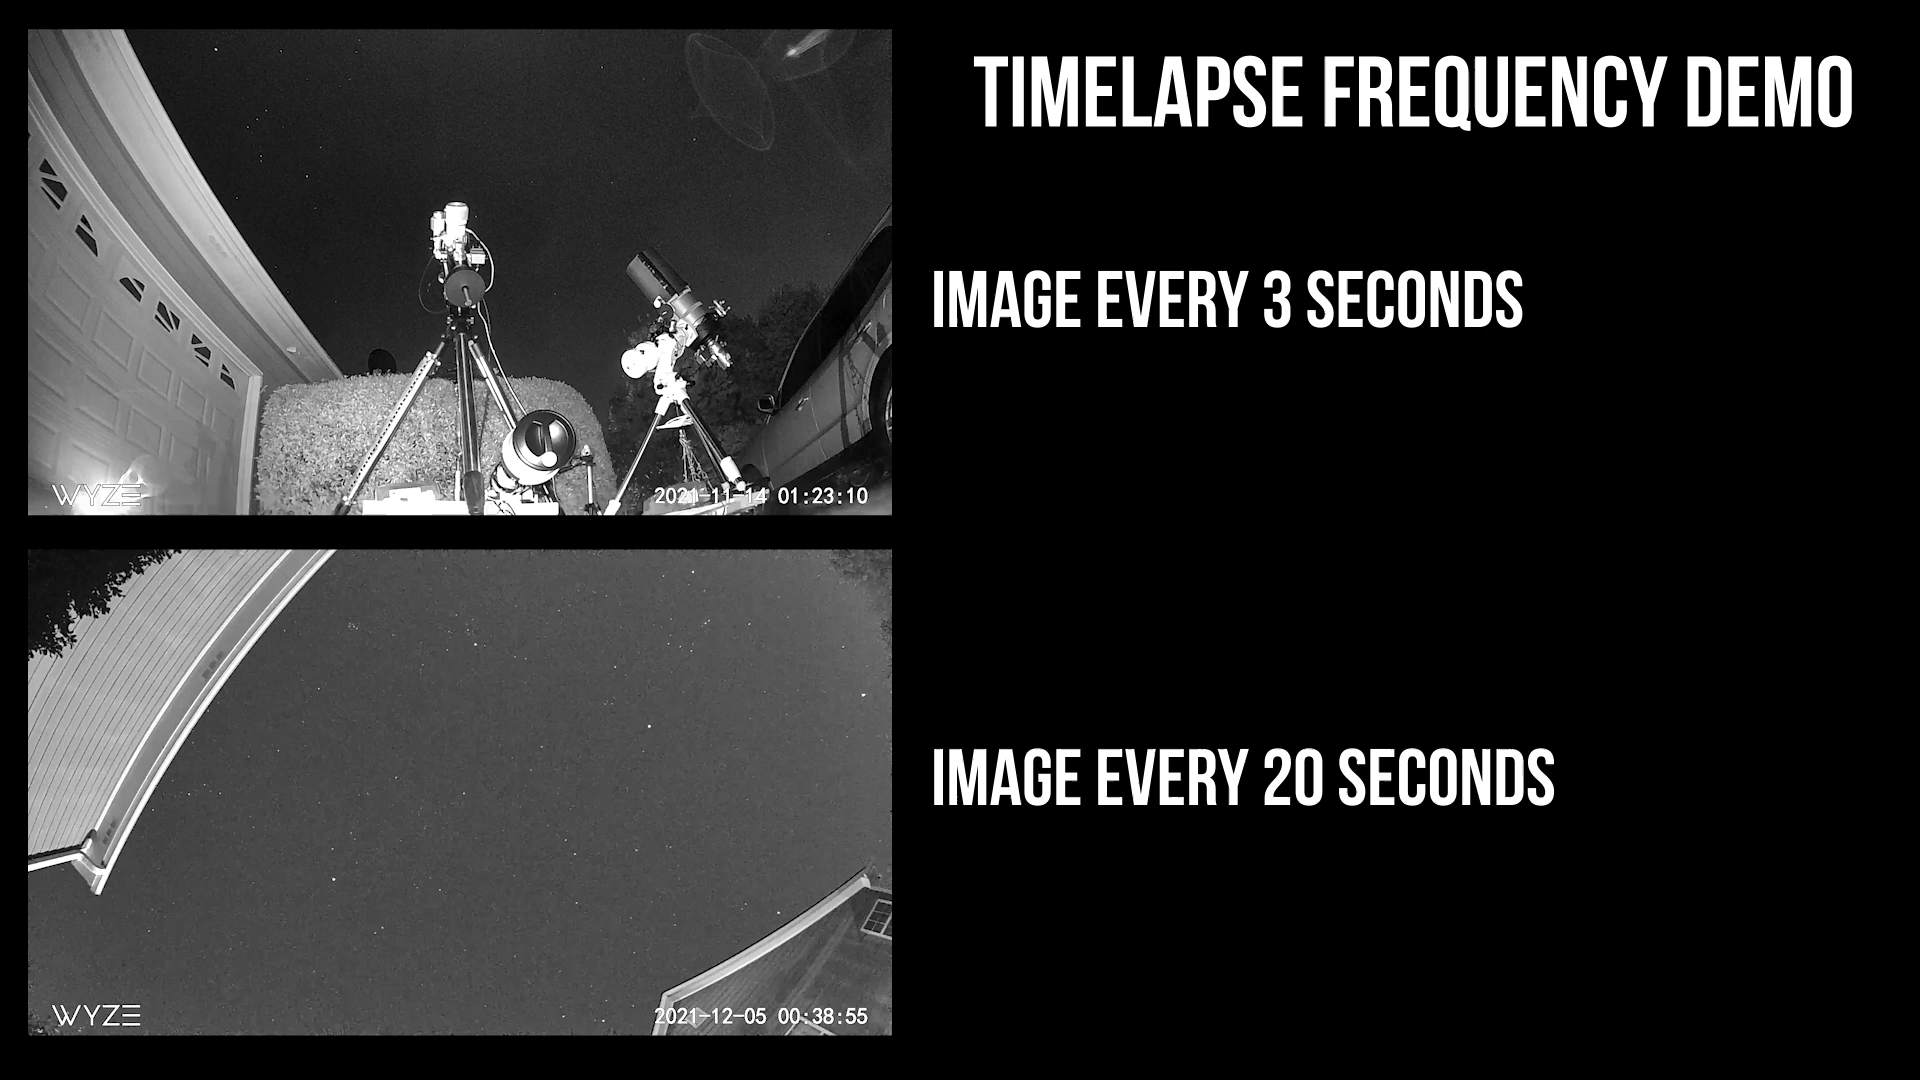 TIMELAPSE FREQUENCY DEMO
IMAGE EVERY 3 SECONDS
WYZE
2021-11-14 01:23:10
IMAGE EVERY 20 SECONDS
WYZE
2021-12-05 00:38:55